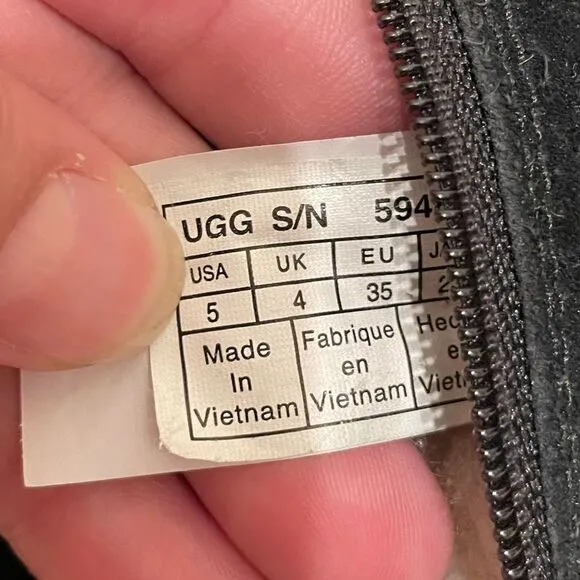 UGG S/N 594
USA UK EU
5 4 35
Made In Vietnam
Fabrique en Vietnam